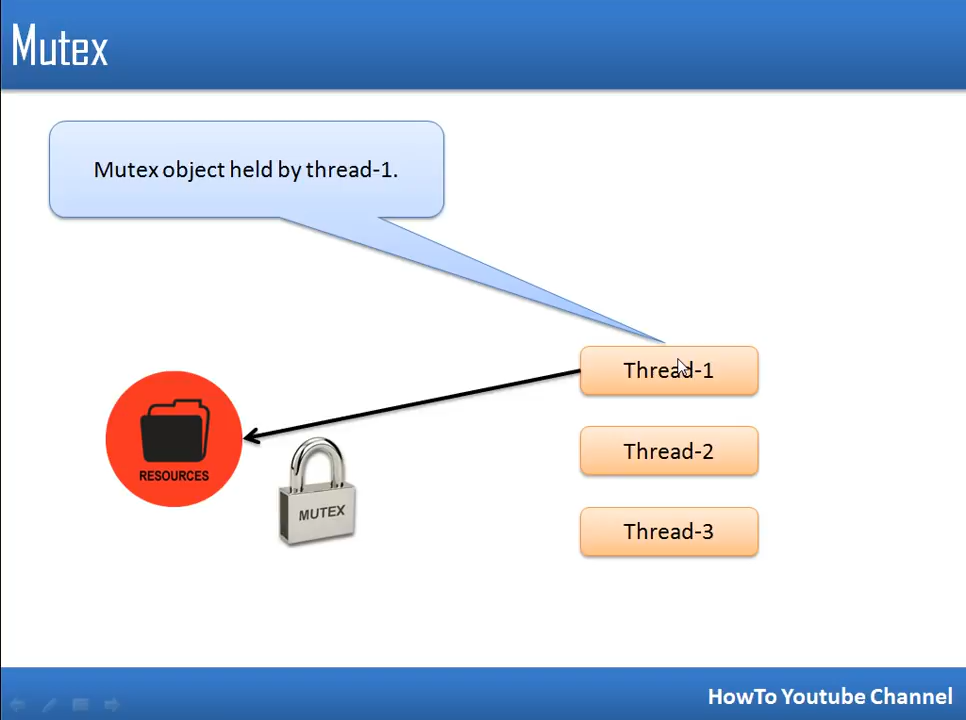 Mutex
Mutex object held by thread-1.
Thread-1
RESOURCES
Thread-2
MUTEX
Thread-3
HowTo Youtube Channel